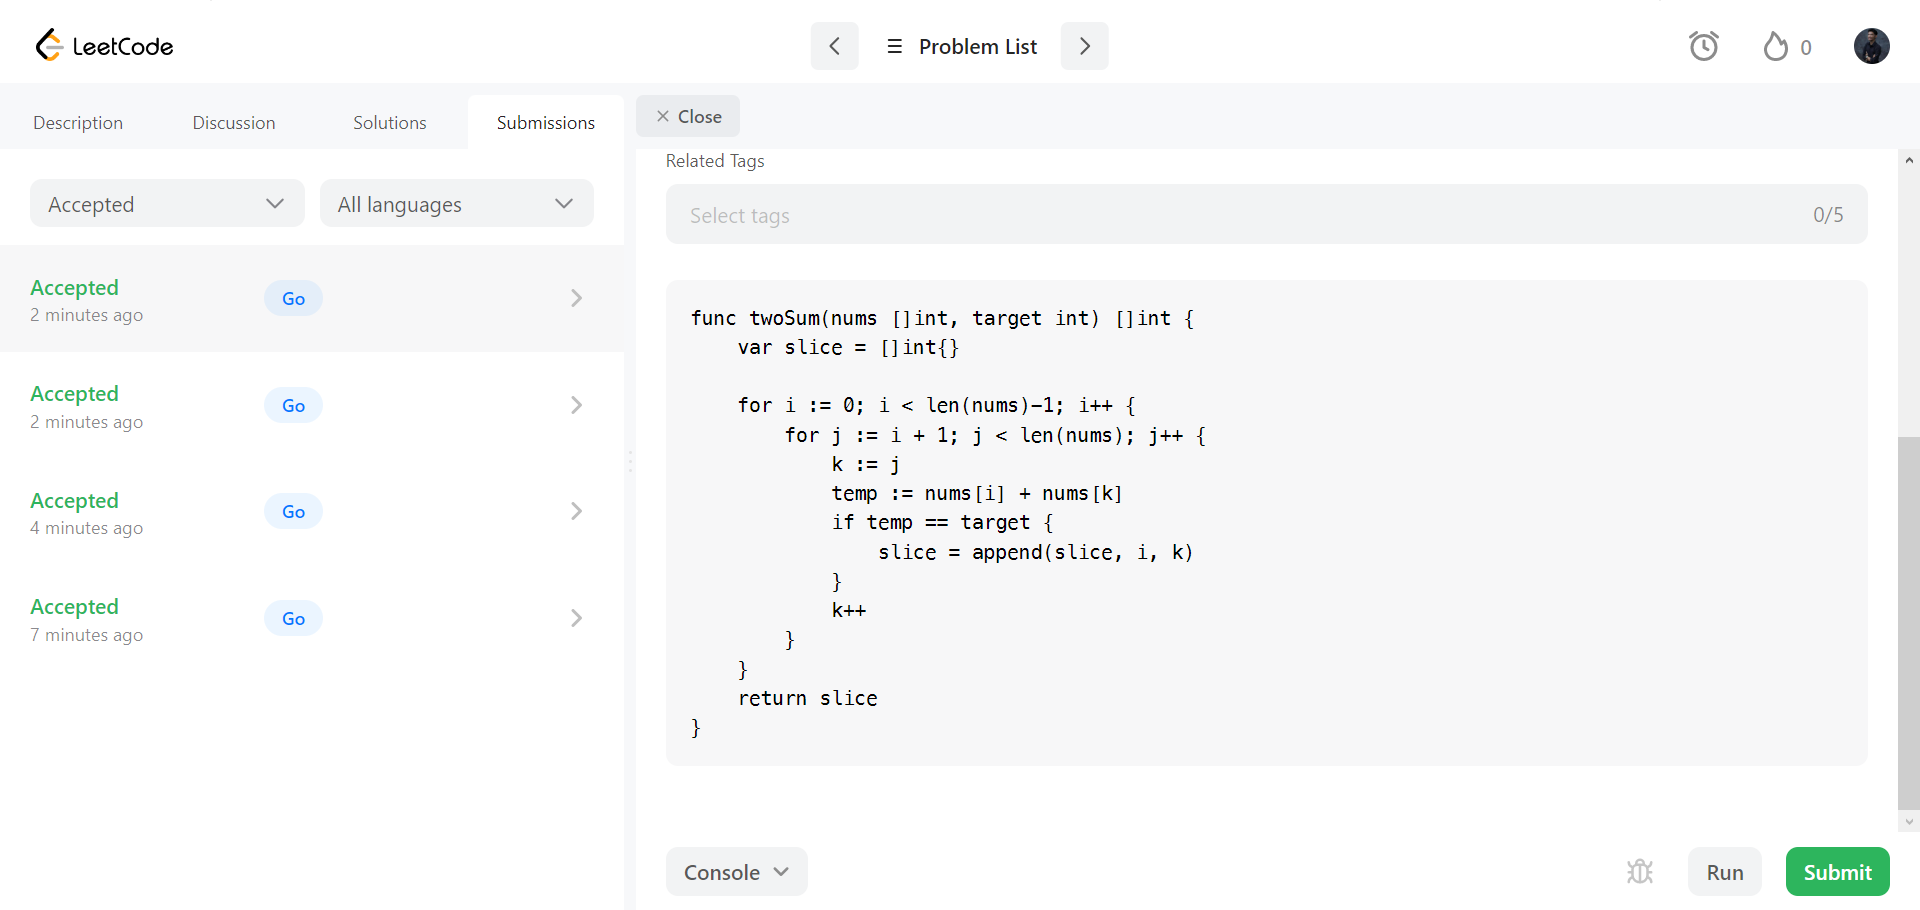 LeetCode
Problem List
0
Description
Discussion
Solutions
Submissions
Close
Accepted
All languages
Accepted
2 minutes ago
Go
Accepted
2 minutes ago
Go
Accepted
4 minutes ago
Go
Accepted
7 minutes ago
Go
Related Tags
Select tags
0/5
func twoSum(nums []int, target int) []int {
    var slice = []int{}
    for i := 0; i < len(nums)-1; i++ {
        for j := i + 1; j < len(nums); j++ {
            k := j
            temp := nums[i] + nums[k]
            if temp == target {
                slice = append(slice, i, k)
            }
            k++
        }
    }
    return slice
}
Console
Run
Submit